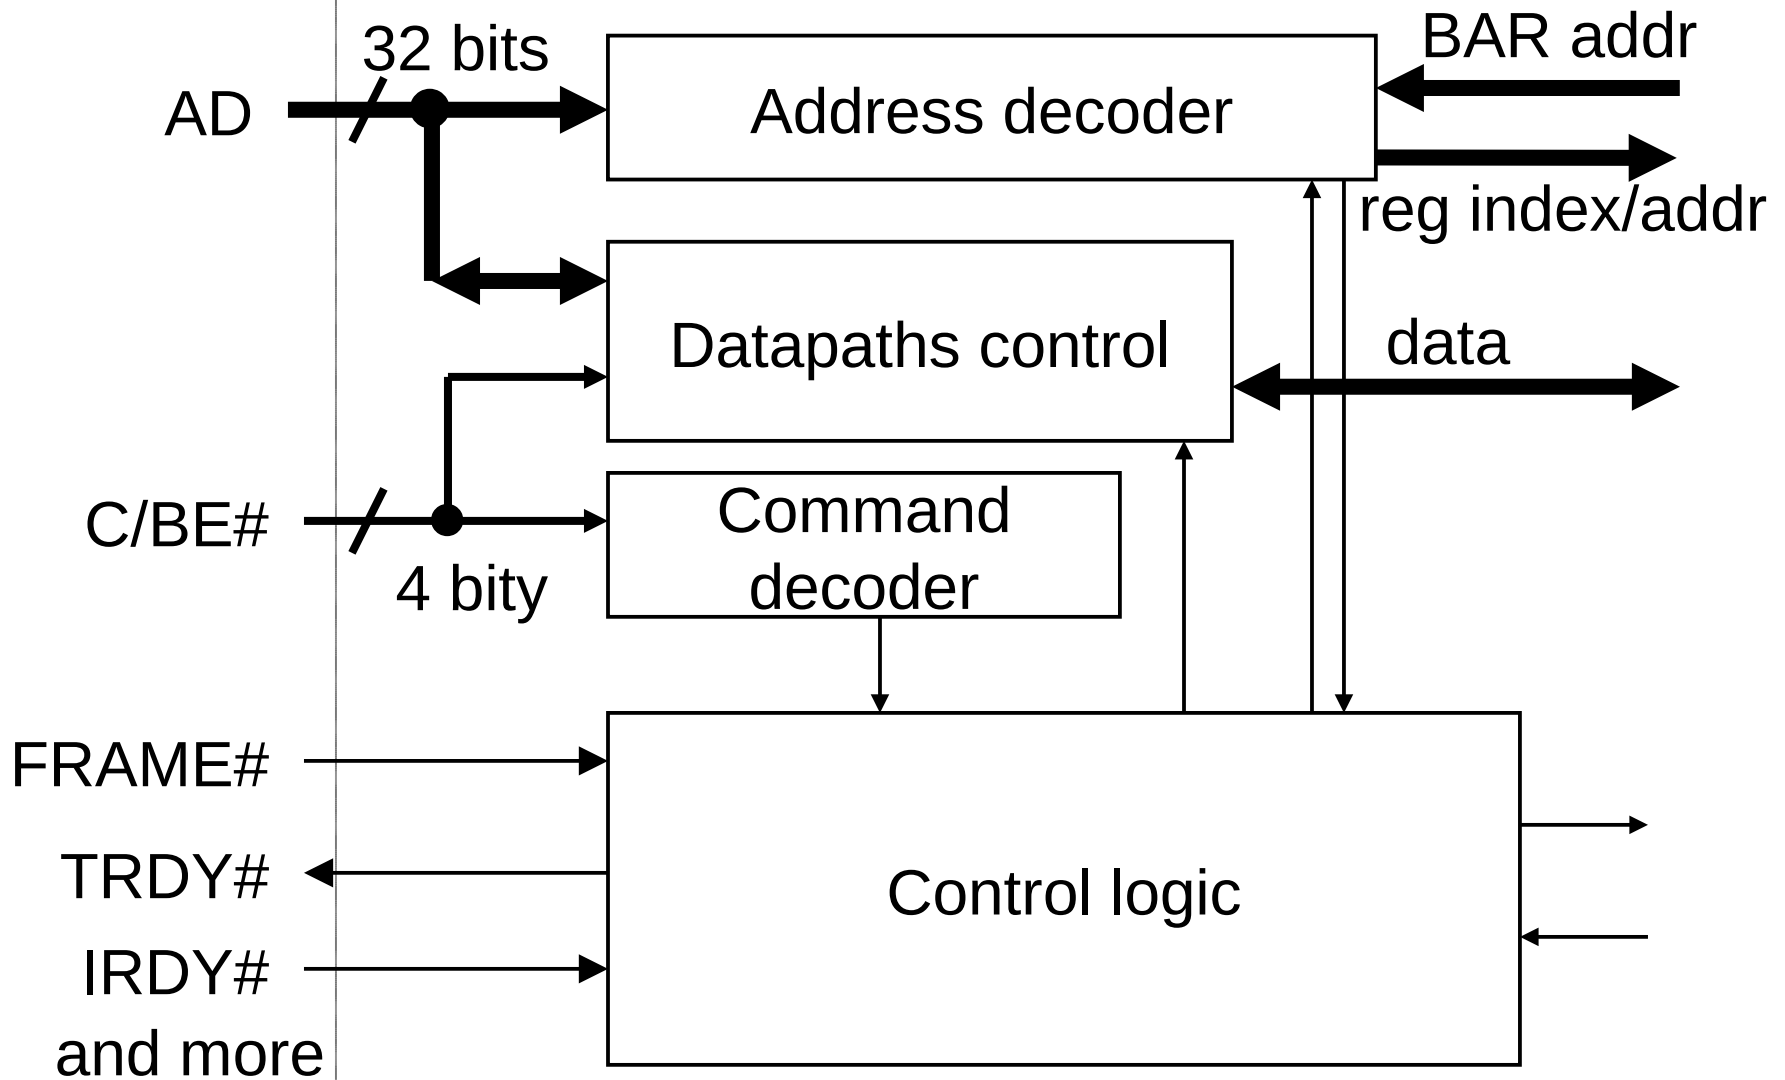 32 bits
BAR addr
AD
Address decoder
reg index/addr
Datapaths control
data
C/BE#
Command
decoder
4 bity
FRAME#
TRDY#
Control logic
IRDY#
and more